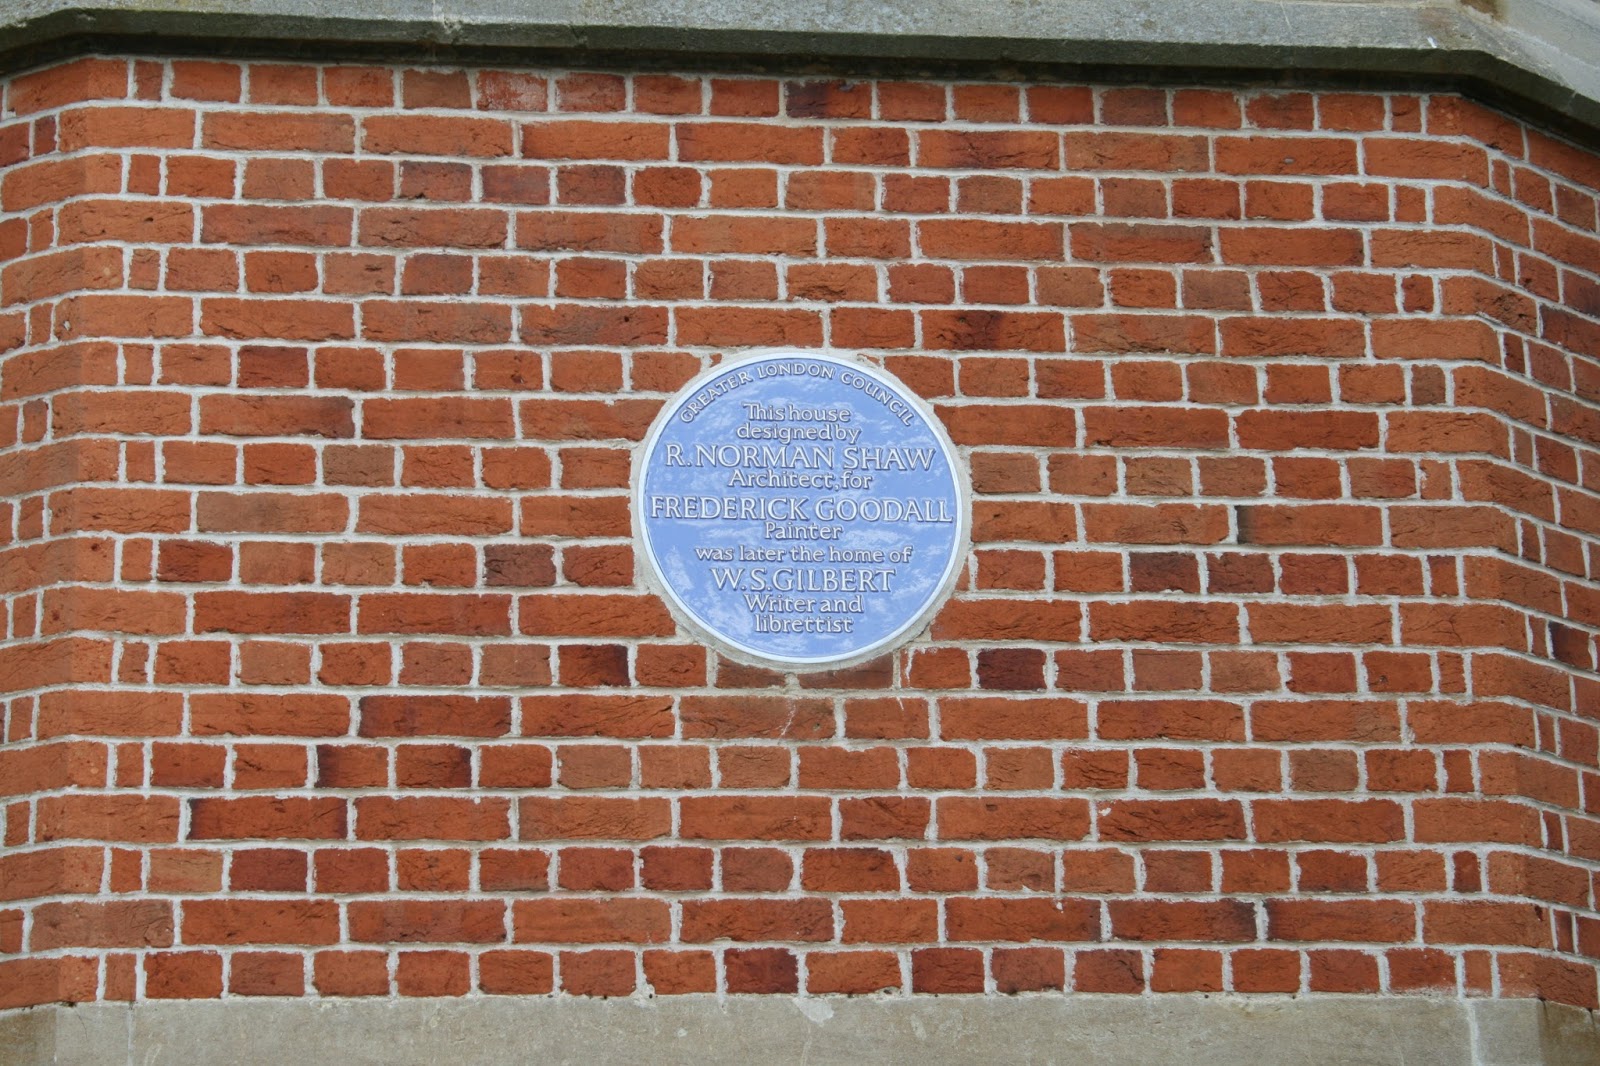 GREATER LONDON COUNCIL
This house
designed by
R. NORMAN SHAW
Architect, for
FREDERICK GOODALL
Painter
was later the home of
W. S. GILBERT
Writer and
librettist